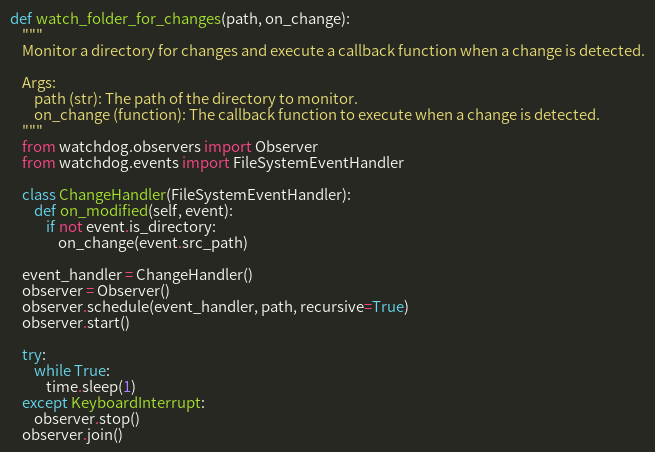 def watch_folder_for_changes(path, on_change):
    """
    Monitor a directory for changes and execute a callback function when a change is detected.

    Args:
        path (str): The path of the directory to monitor.
        on_change (function): The callback function to execute when a change is detected.
    """
    from watchdog.observers import Observer
    from watchdog.events import FileSystemEventHandler

    class ChangeHandler(FileSystemEventHandler):
        def on_modified(self, event):
            if not event.is_directory:
                on_change(event.src_path)

    event_handler = ChangeHandler()
    observer = Observer()
    observer.schedule(event_handler, path, recursive=True)
    observer.start()

    try:
        while True:
            time.sleep(1)
    except KeyboardInterrupt:
        observer.stop()
    observer.join()